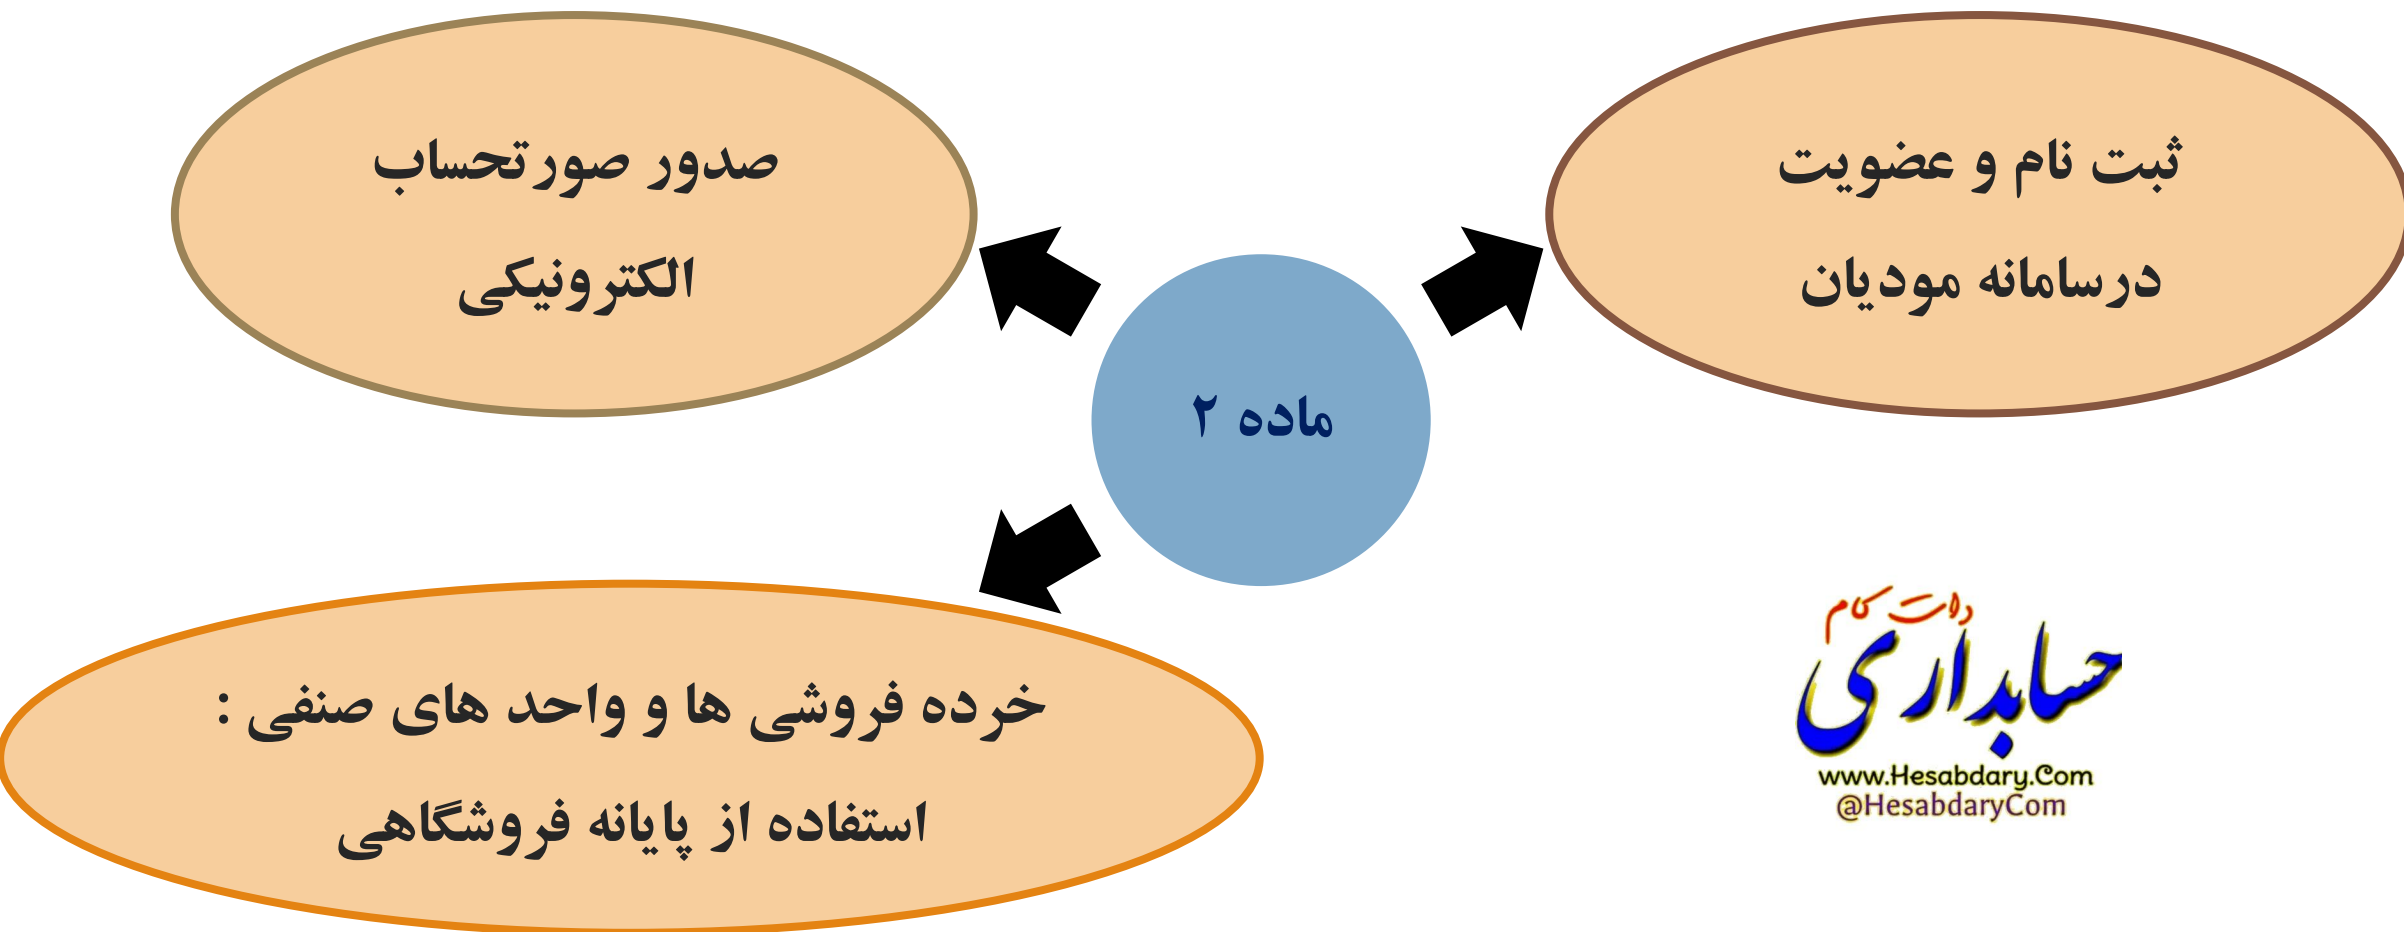 ثبت نام و عضویت
درسامانه مودیان
صدور صورتحساب
الکترونیکی
ماده ۲
خرده فروشی ها و واحد های صنفی :
استفاده از پایانه فروشگاهی
دات کام
حسابداری
www.Hesabdary.Com
@HesabdaryCom